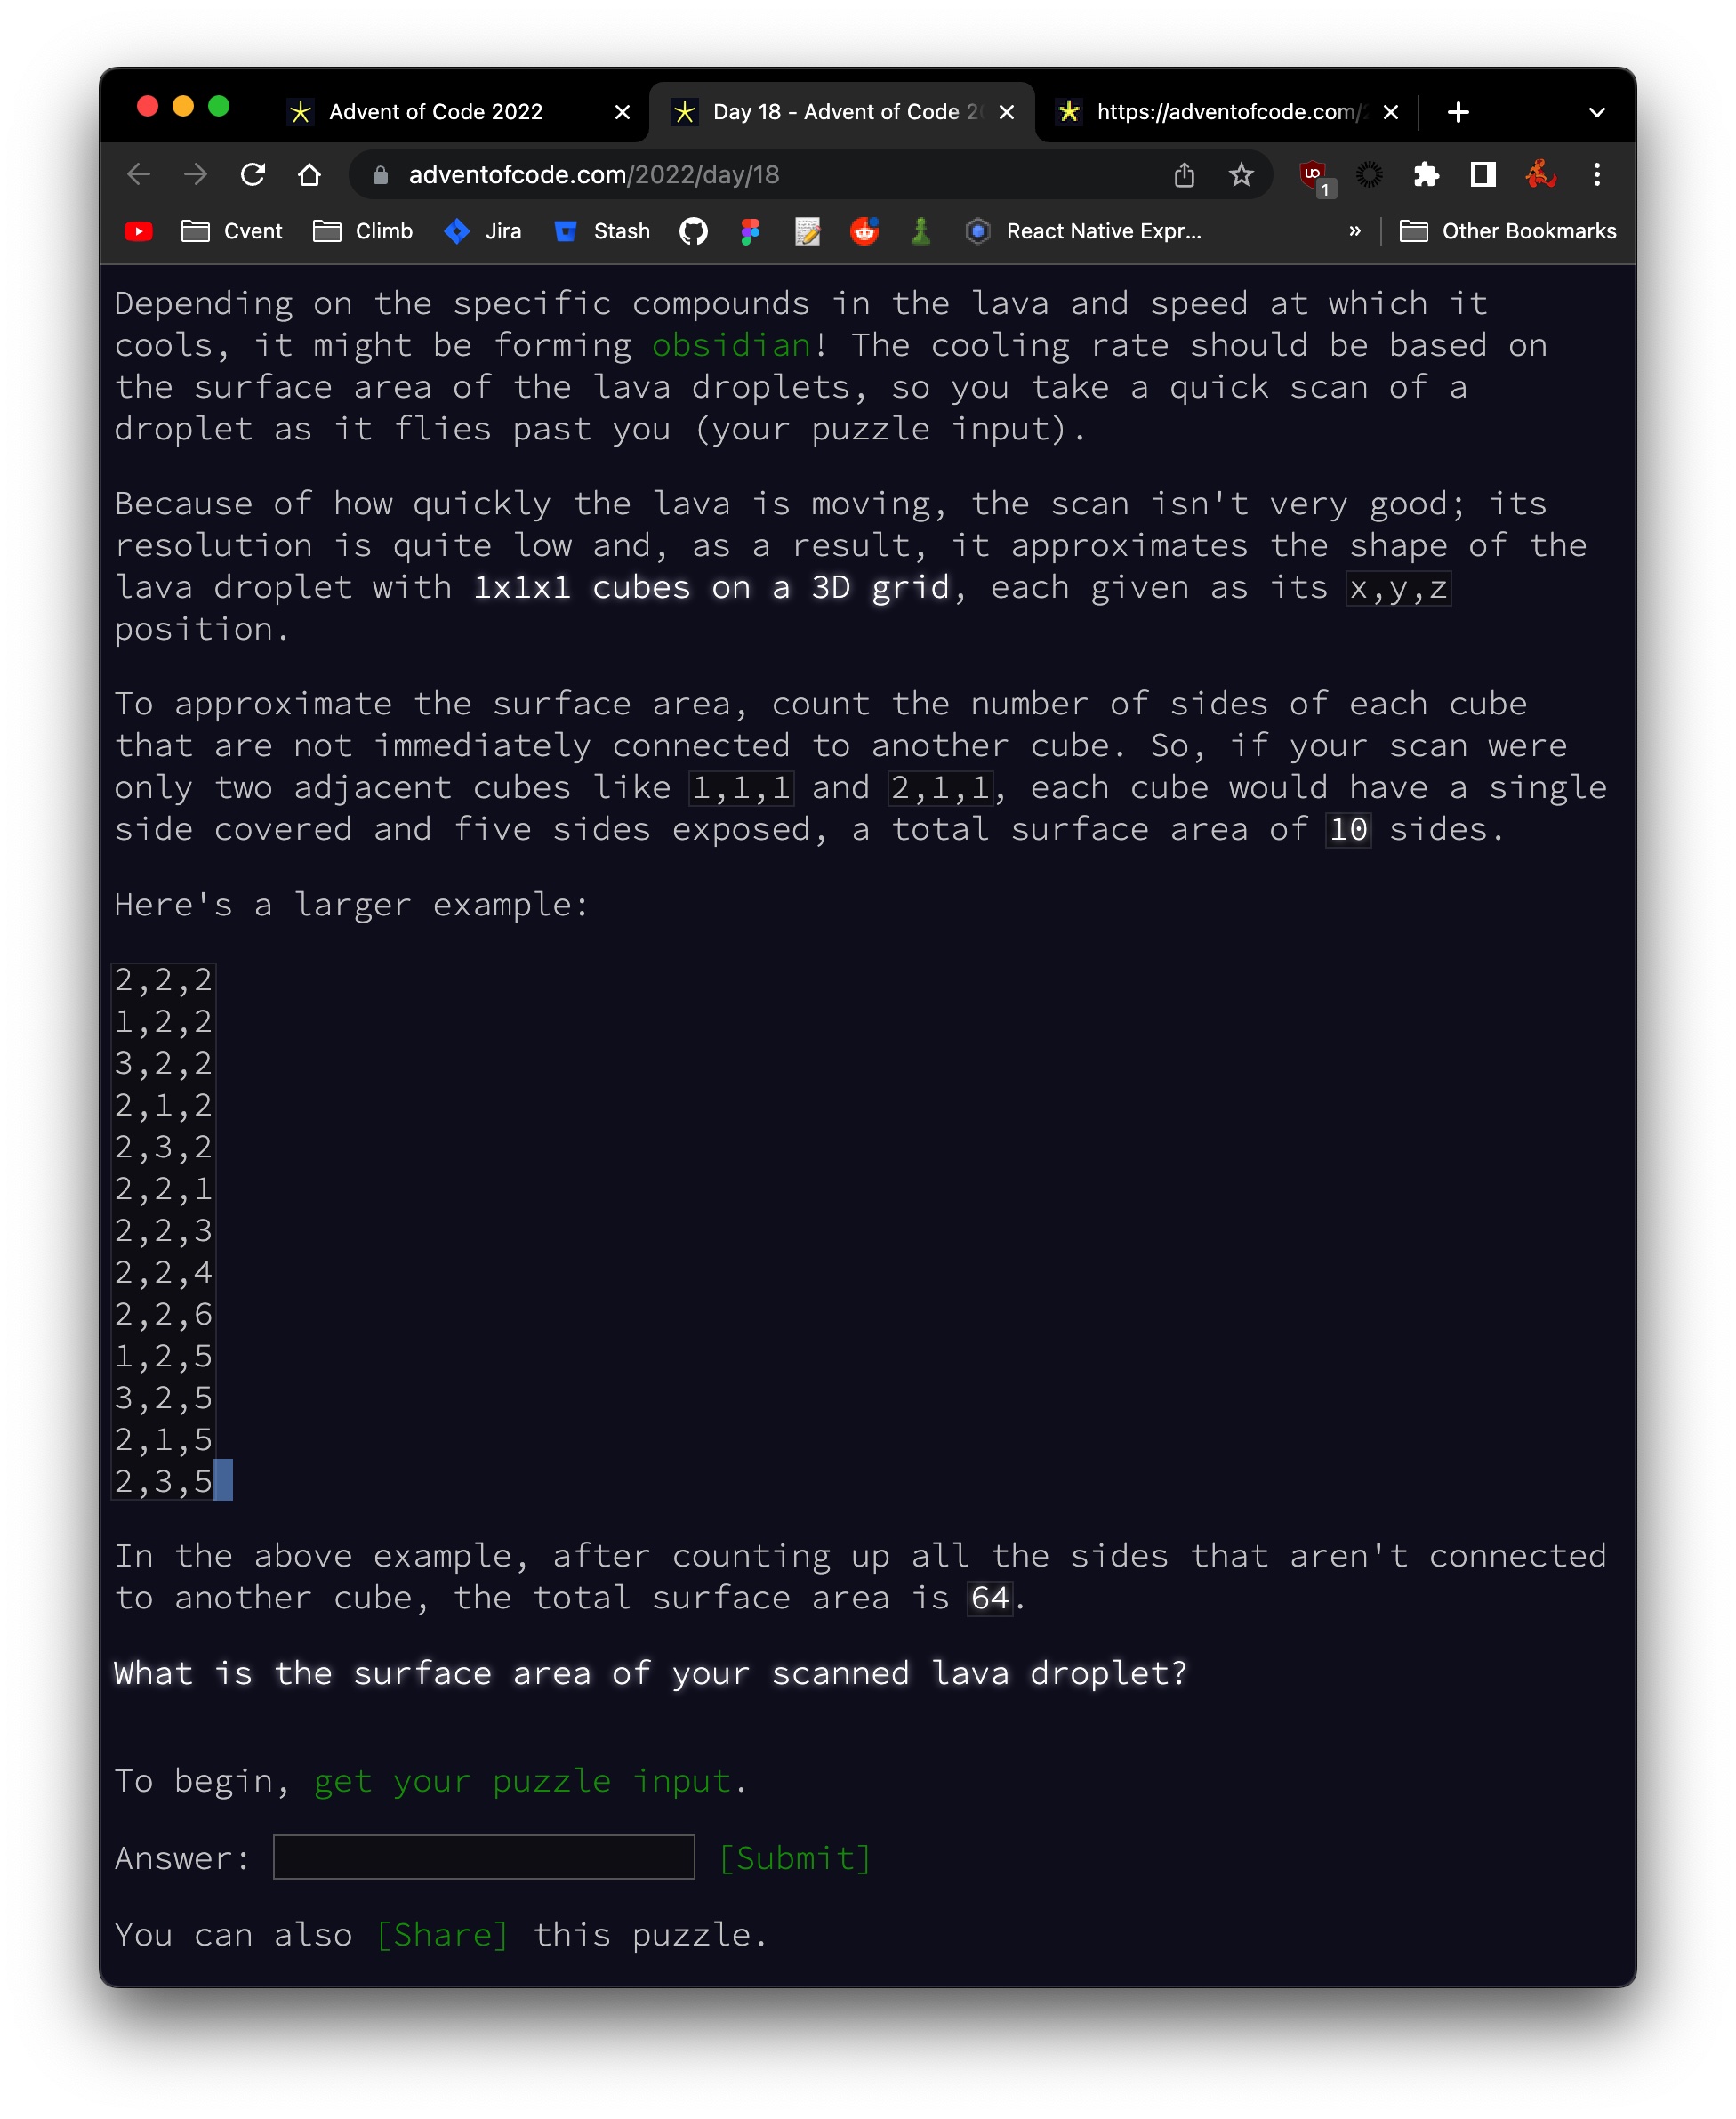 Advent of Code 2022
Day 18 - Advent of Code 2
https://adventofcode.com/
adventofcode.com/2022/day/18
1
Cvent
Climb
Jira
Stash
React Native Expr...
»
Other Bookmarks
Depending on the specific compounds in the lava and speed at which it
cools, it might be forming obsidian! The cooling rate should be based on
the surface area of the lava droplets, so you take a quick scan of a
droplet as it flies past you (your puzzle input).
Because of how quickly the lava is moving, the scan isn't very good; its
resolution is quite low and, as a result, it approximates the shape of the
lava droplet with 1x1x1 cubes on a 3D grid, each given as its x,y,z
position.
To approximate the surface area, count the number of sides of each cube
that are not immediately connected to another cube. So, if your scan were
only two adjacent cubes like 1,1,1 and 2,1,1, each cube would have a single
side covered and five sides exposed, a total surface area of 10 sides.
Here's a larger example:
2,2,2
1,2,2
3,2,2
2,1,2
2,3,2
2,2,1
2,2,3
2,2,4
2,2,6
1,2,5
3,2,5
2,1,5
2,3,5
In the above example, after counting up all the sides that aren't connected
to another cube, the total surface area is 64.
What is the surface area of your scanned lava droplet?
To begin, get your puzzle input.
Answer: [Submit]
You can also [Share] this puzzle.